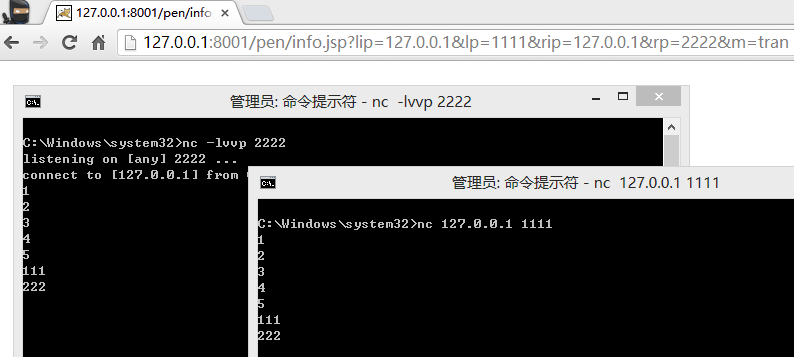 127.0.0.1:8001/pen/info
127.0.0.1:8001/pen/info.jsp?lip=127.0.0.1&lp=1111&rip=127.0.0.1&rp=2222&m=tran
管理员: 命令提示符 - nc -lvvp 2222
C:\Windows\system32>nc -lvvp 2222
listening on [any] 2222 ...
connect to [127.0.0.1] from
1
2
3
4
5
111
222
管理员: 命令提示符 - nc 127.0.0.1 1111
C:\Windows\system32>nc 127.0.0.1 1111
1
2
3
4
5
111
222